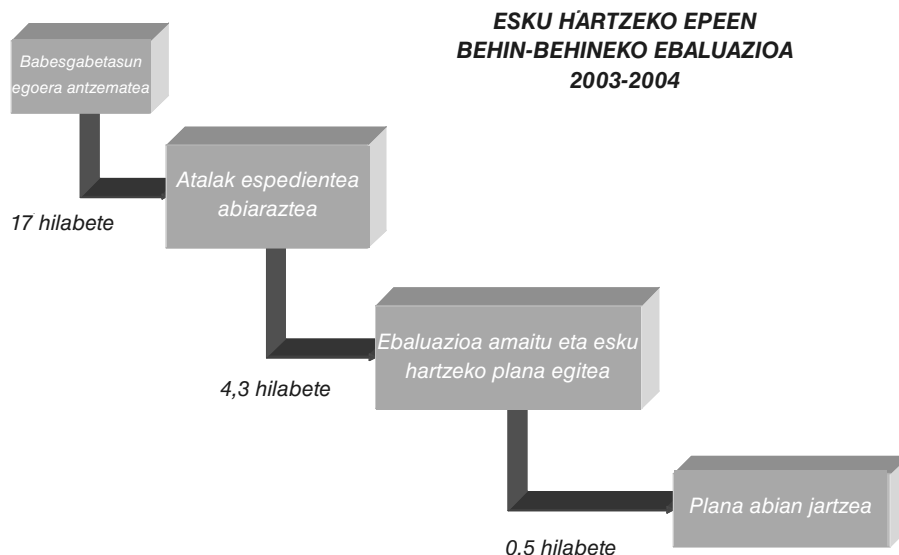 ESKU HARTZEKO EPEEN
BEHIN-BEHINEKO EBALUAZIOA
2003-2004
Babesgabetasun
egoera antzematea
17 hilabete
Atalak espedientea
abiaraztea
4,3 hilabete
Ebaluazioa amaitu eta esku
hartzeko plana egitea
0,5 hilabete
Plana abian jartzea